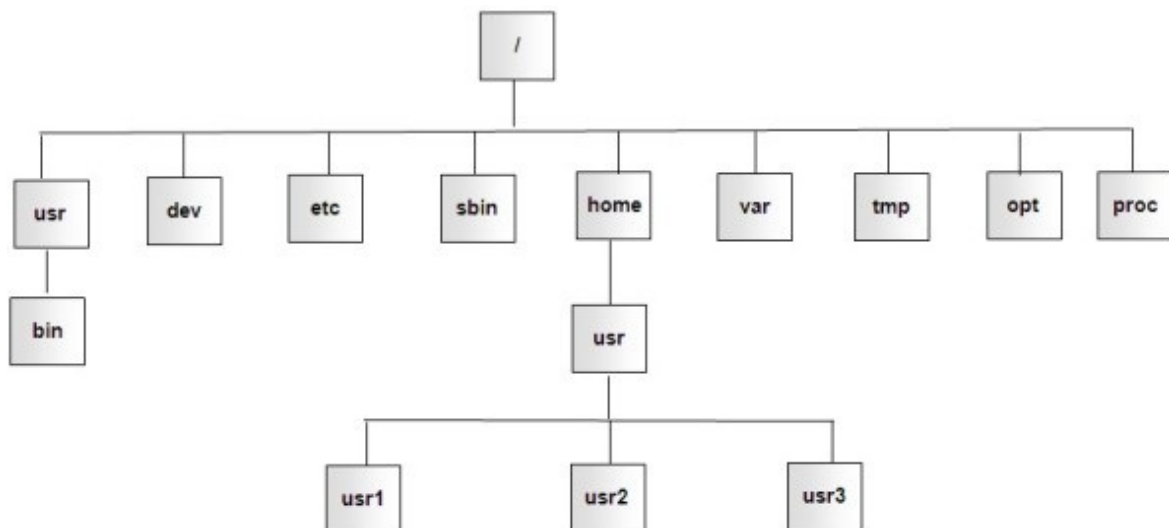 /
usr dev etc sbin home var tmp opt proc
bin usr
usr1 usr2 usr3